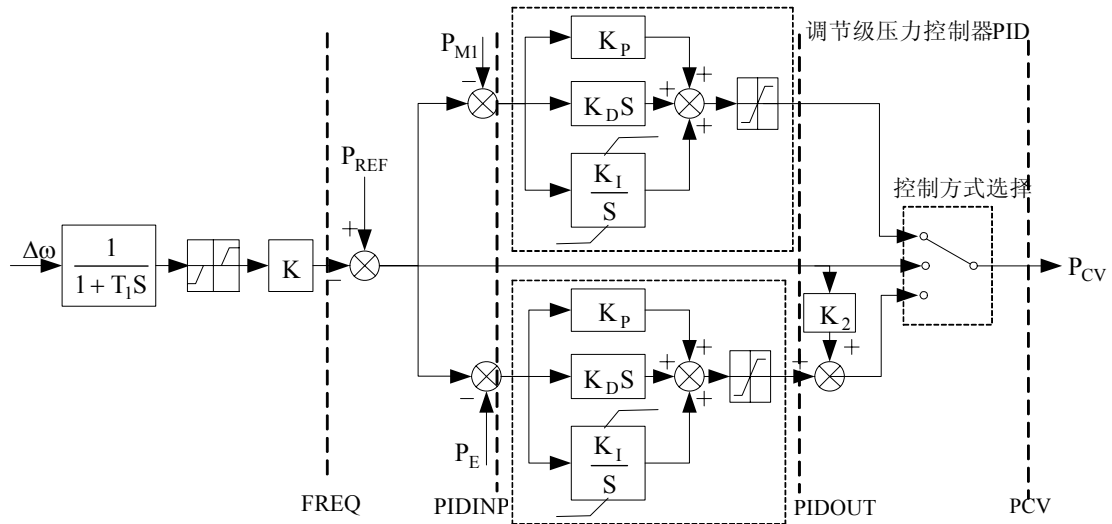 调节级压力控制器PID
P_M1
−
K_P
+
K_D S
+
+
K_I
S
P_REF
+
控制方式选择
Δω
1
1 + T_1 S
K
−
P_CV
K_P
+
K_2
+
K_D S
+
+
+
−
K_I
S
P_E
FREQ
PIDINP
PIDOUT
PCV